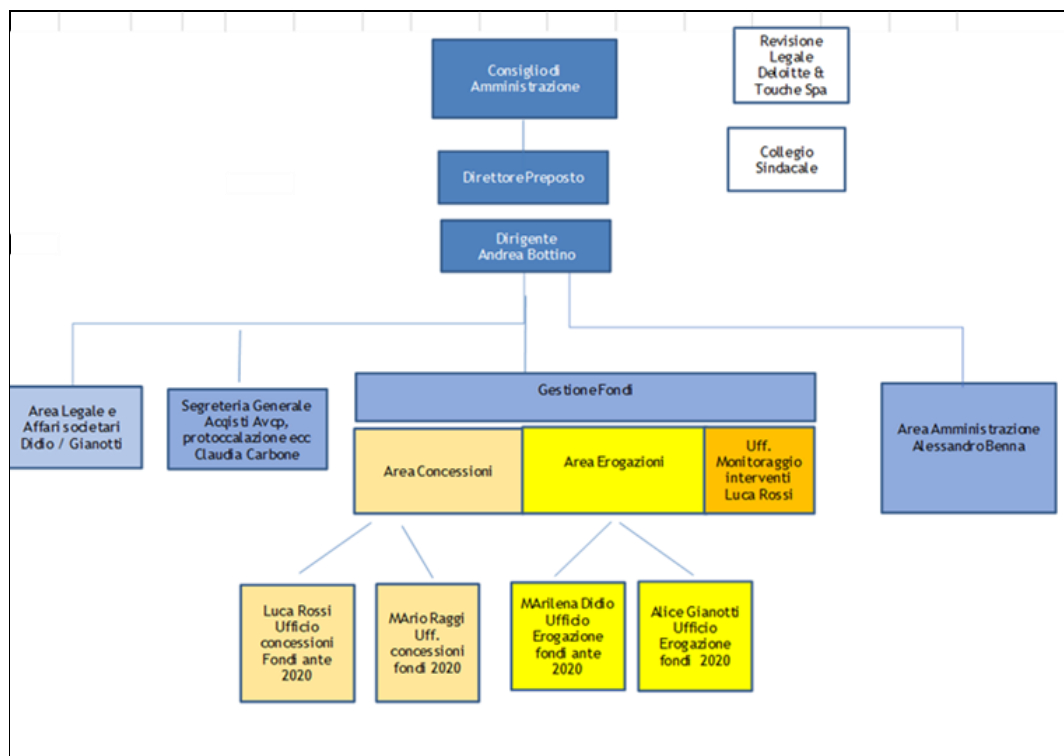 Consiglio di
Amministrazione
Revisione
Legale
Deloitte &
Touche Spa
Direttore Preposto
Collegio
Sindacale
Dirigente
Andrea Bottino
Area Legale e
Affari societari
Didio / Gianotti
Segreteria Generale
Acqisti Avcp,
protoccalazione ecc
Claudia Carbone
Gestione Fondi
Area Concessioni
Area Erogazioni
Uff.
Monitoraggio
interventi
Luca Rossi
Area Amministrazione
Alessandro Benna
Luca Rossi
Ufficio
concessioni
Fondi ante
2020
MArio Raggi
Uff.
concessioni
fondi 2020
MArilena Didio
Ufficio
Erogazione
fondi ante
2020
Alice Gianotti
Ufficio
Erogazione
fondi 2020